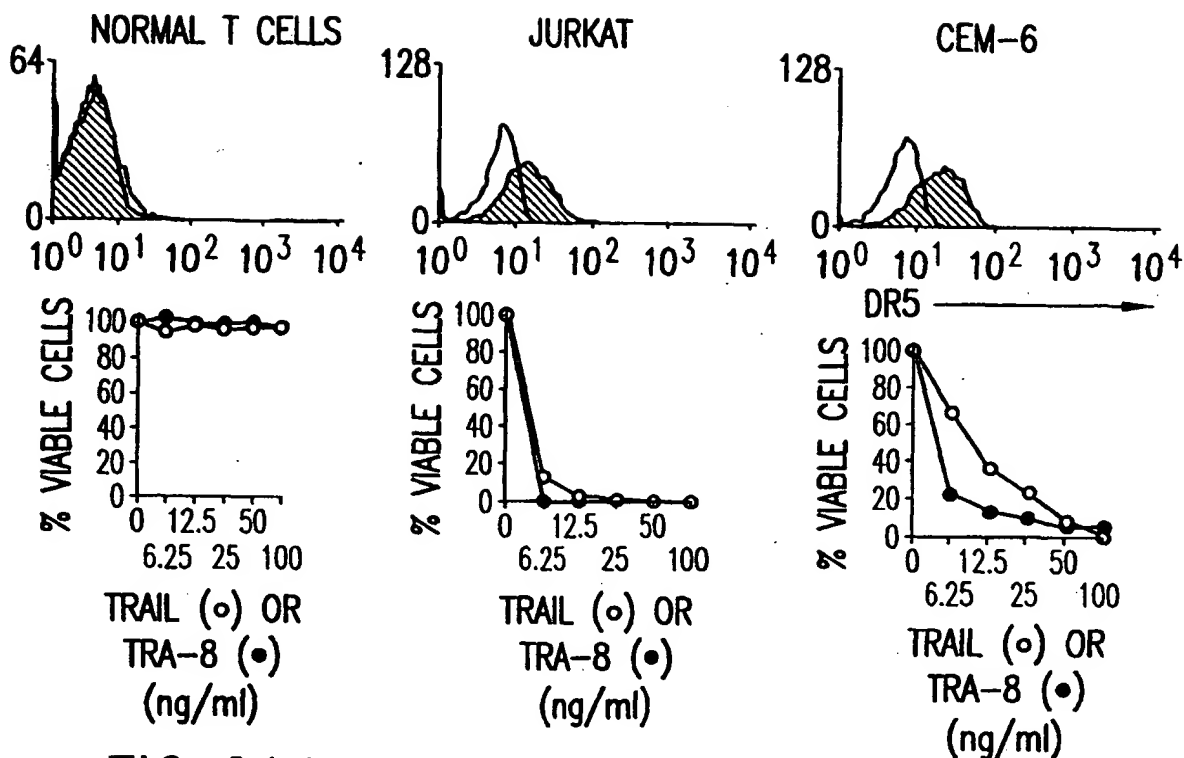 NORMAL T CELLS
64
0
10^0 10^1 10^2 10^3 10^4
% VIABLE CELLS
100
80
60
40
20
0
0 12.5 50
6.25 25 100
TRAIL (○) OR
TRA-8 (●)
(ng/ml)
JURKAT
128
0
10^0 10^1 10^2 10^3 10^4
% VIABLE CELLS
100
80
60
40
20
0
0 12.5 50
6.25 25 100
TRAIL (○) OR
TRA-8 (●)
(ng/ml)
CEM-6
128
0
10^0 10^1 10^2 10^3 10^4
DR5
% VIABLE CELLS
100
80
60
40
20
0
0 12.5 50
6.25 25 100
TRAIL (○) OR
TRA-8 (●)
(ng/ml)